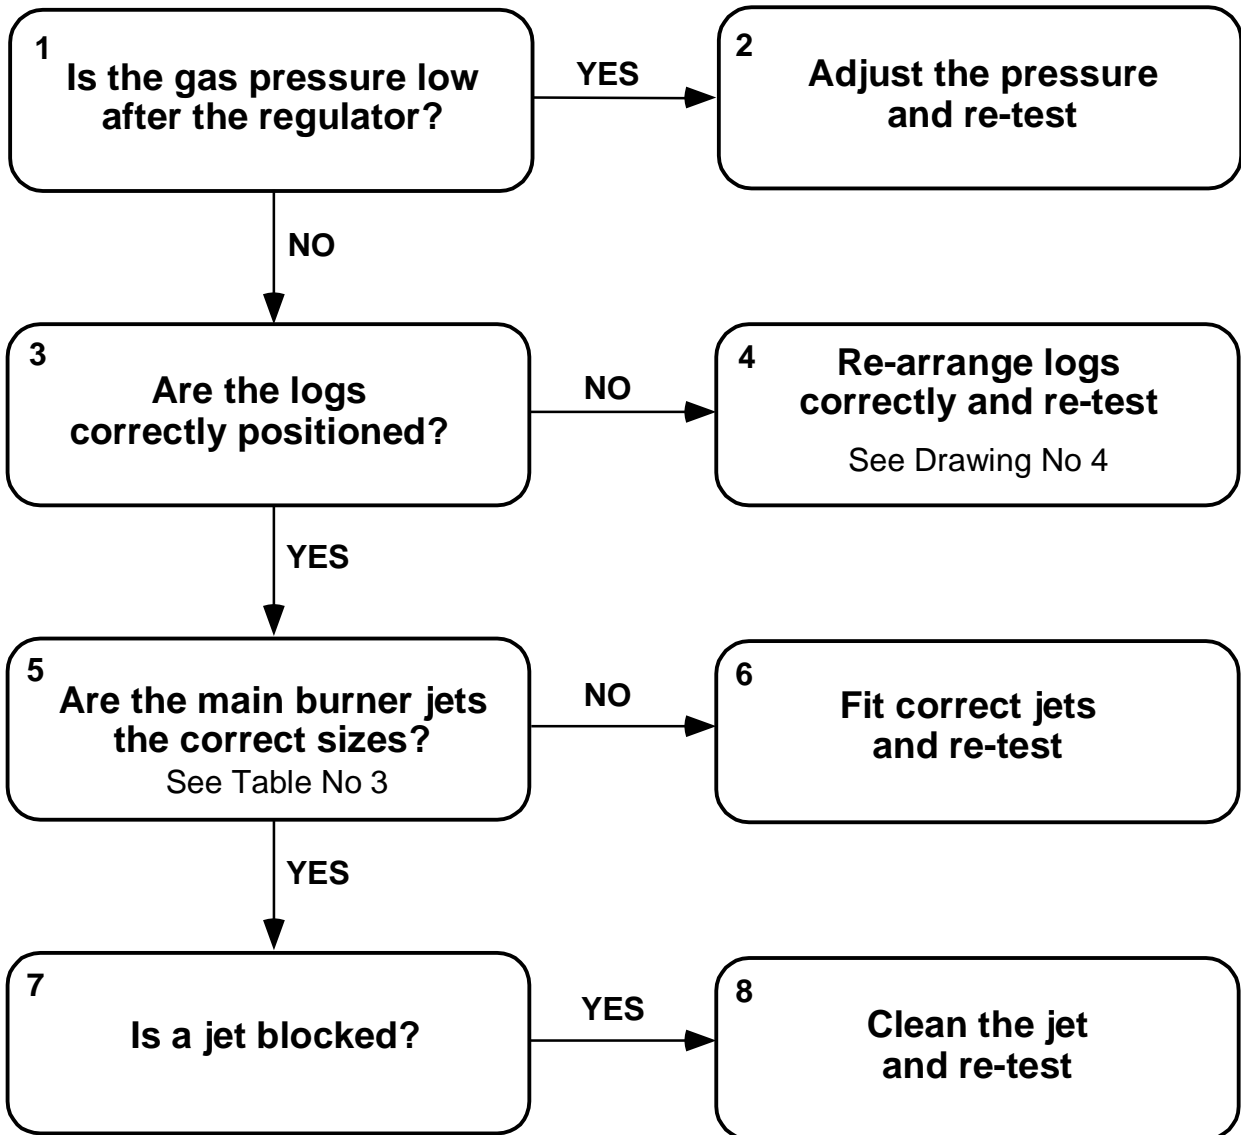 1
Is the gas pressure low
after the regulator?
YES
2
Adjust the pressure
and re-test
NO
3
Are the logs
correctly positioned?
NO
4
Re-arrange logs
correctly and re-test
See Drawing No 4
YES
5
Are the main burner jets
the correct sizes?
See Table No 3
NO
6
Fit correct jets
and re-test
YES
7
Is a jet blocked?
YES
8
Clean the jet
and re-test